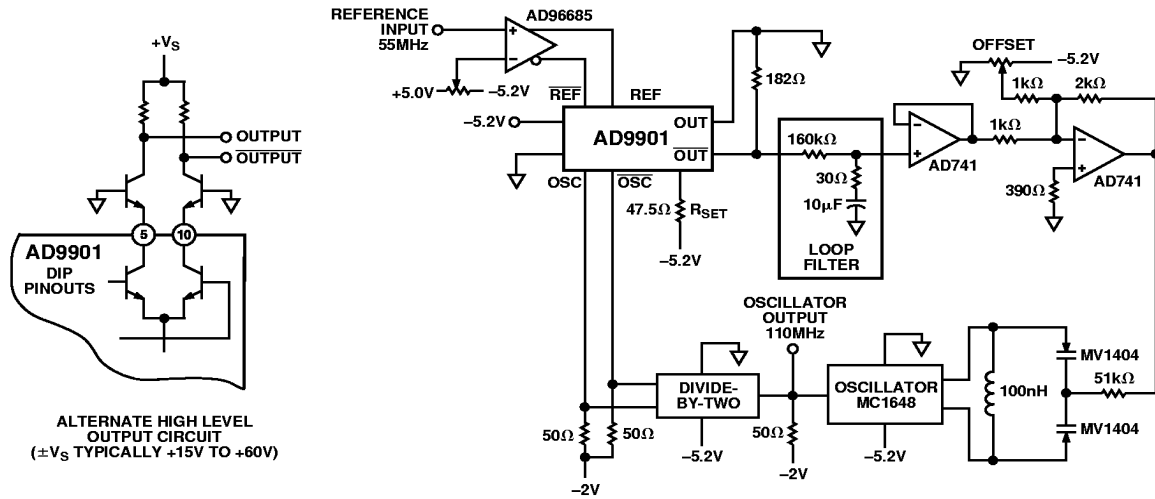 +VS
OUTPUT
OUTPUT
5
10
AD9901
DIP
PINOUTS
ALTERNATE HIGH LEVEL
OUTPUT CIRCUIT
(±VS TYPICALLY +15V TO +60V)
REFERENCE
INPUT
55MHz
AD96685
+
−
+5.0V
−5.2V
REF
REF
−5.2V
AD9901
OUT
OUT
OSC
OSC
47.5Ω
RSET
−5.2V
182Ω
160kΩ
30Ω
10µF
LOOP
FILTER
−
+
AD741
OFFSET
−5.2V
1kΩ
2kΩ
1kΩ
−
+
AD741
390Ω
OSCILLATOR
OUTPUT
110MHz
DIVIDE-
BY-TWO
−5.2V
50Ω
50Ω
−2V
50Ω
−2V
OSCILLATOR
MC1648
−5.2V
100nH
MV1404
51kΩ
MV1404